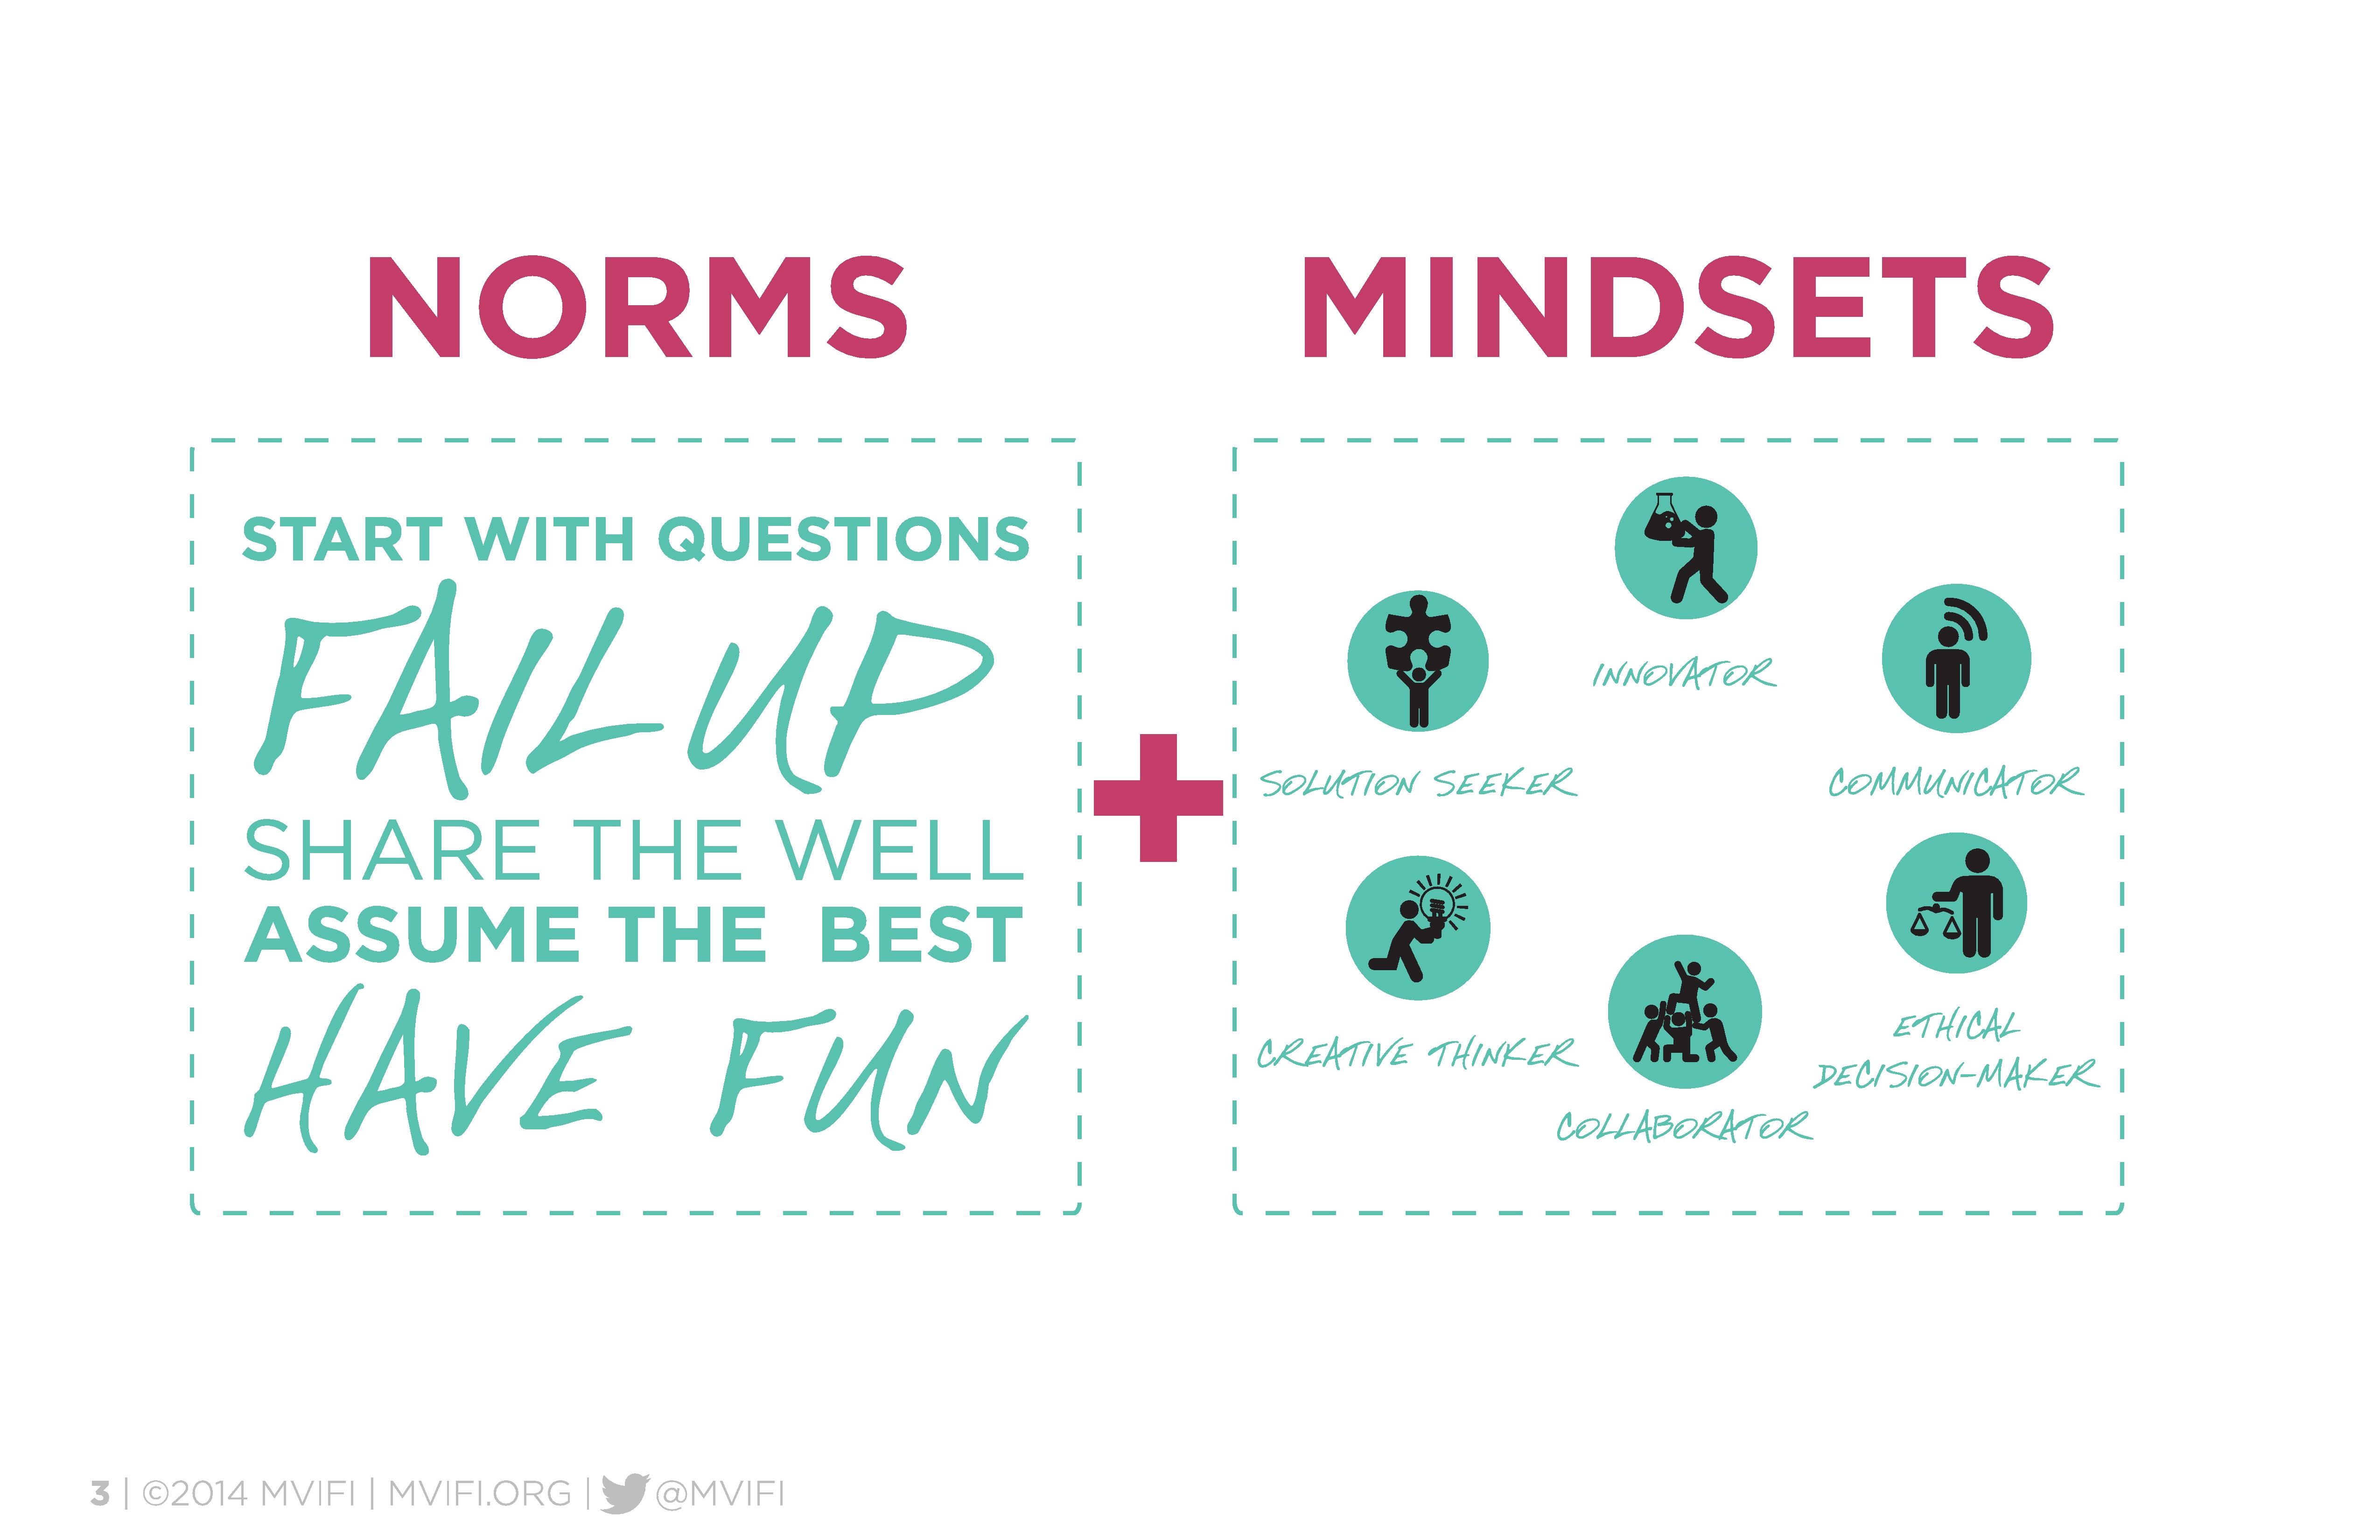 NORMS
START WITH QUESTIONS
FAIL UP
SHARE THE WELL
ASSUME THE BEST
HAVE FUN
MINDSETS
INNOVATOR
SOLUTION SEEKER
COMMUNICATOR
CREATIVE THINKER
ETHICAL
DECISION-MAKER
COLLABORATOR
3 | ©2014 MVIFI | MVIFI.ORG | @MVIFI